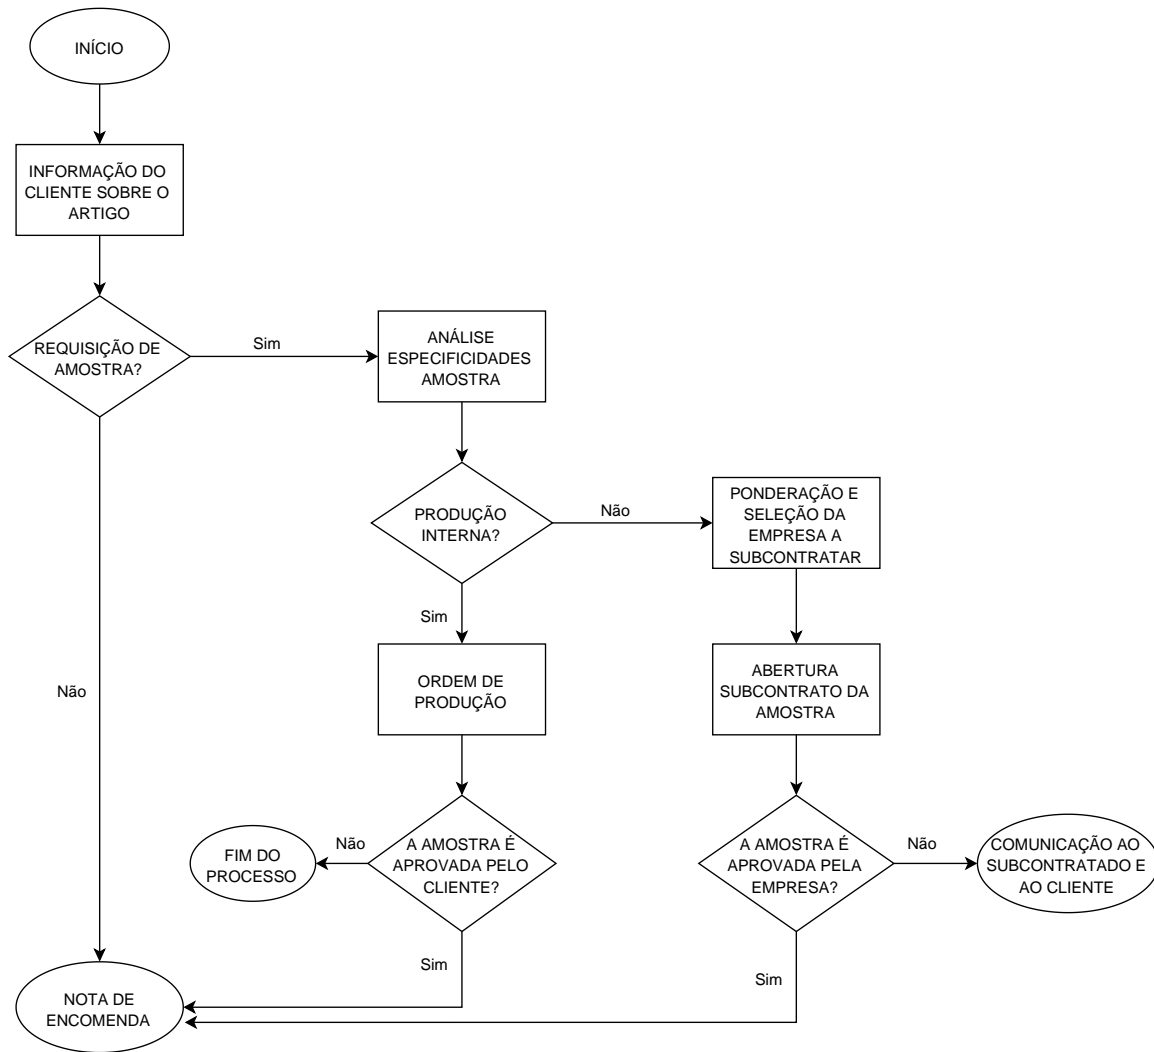 INÍCIO
INFORMAÇÃO DO
CLIENTE SOBRE O
ARTIGO
REQUISIÇÃO DE
AMOSTRA?
Sim
ANÁLISE
ESPECIFICIDADES
AMOSTRA
PRODUÇÃO
INTERNA?
Não
PONDERAÇÃO E
SELEÇÃO DA
EMPRESA A
SUBCONTRATAR
Sim
ORDEM DE
PRODUÇÃO
ABERTURA
SUBCONTRATO DA
AMOSTRA
Não
FIM DO
PROCESSO
Não
A AMOSTRA É
APROVADA PELO
CLIENTE?
A AMOSTRA É
APROVADA PELA
EMPRESA?
Não
COMUNICAÇÃO AO
SUBCONTRATADO E
AO CLIENTE
Sim
Sim
NOTA DE
ENCOMENDA